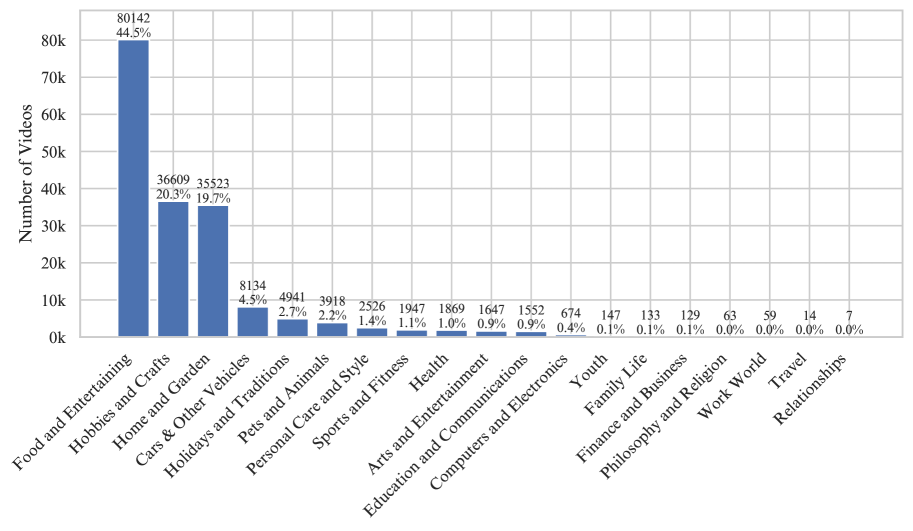 Number of Videos
80k
70k
60k
50k
40k
30k
20k
10k
0k
80142
44.5%
36609
20.3%
35523
19.7%
8134
4.5%
4941
2.7%
3918
2.2%
2526
1.4%
1947
1.1%
1869
1.0%
1647
0.9%
1552
0.9%
674
0.4%
147
0.1%
133
0.1%
129
0.1%
63
0.0%
59
0.0%
14
0.0%
7
0.0%
Food and Entertaining
Hobbies and Crafts
Home and Garden
Cars & Other Vehicles
Holidays and Traditions
Pets and Animals
Personal Care and Style
Sports and Fitness
Health
Arts and Entertainment
Education and Communications
Computers and Electronics
Youth
Family Life
Finance and Business
Philosophy and Religion
Work World
Travel
Relationships